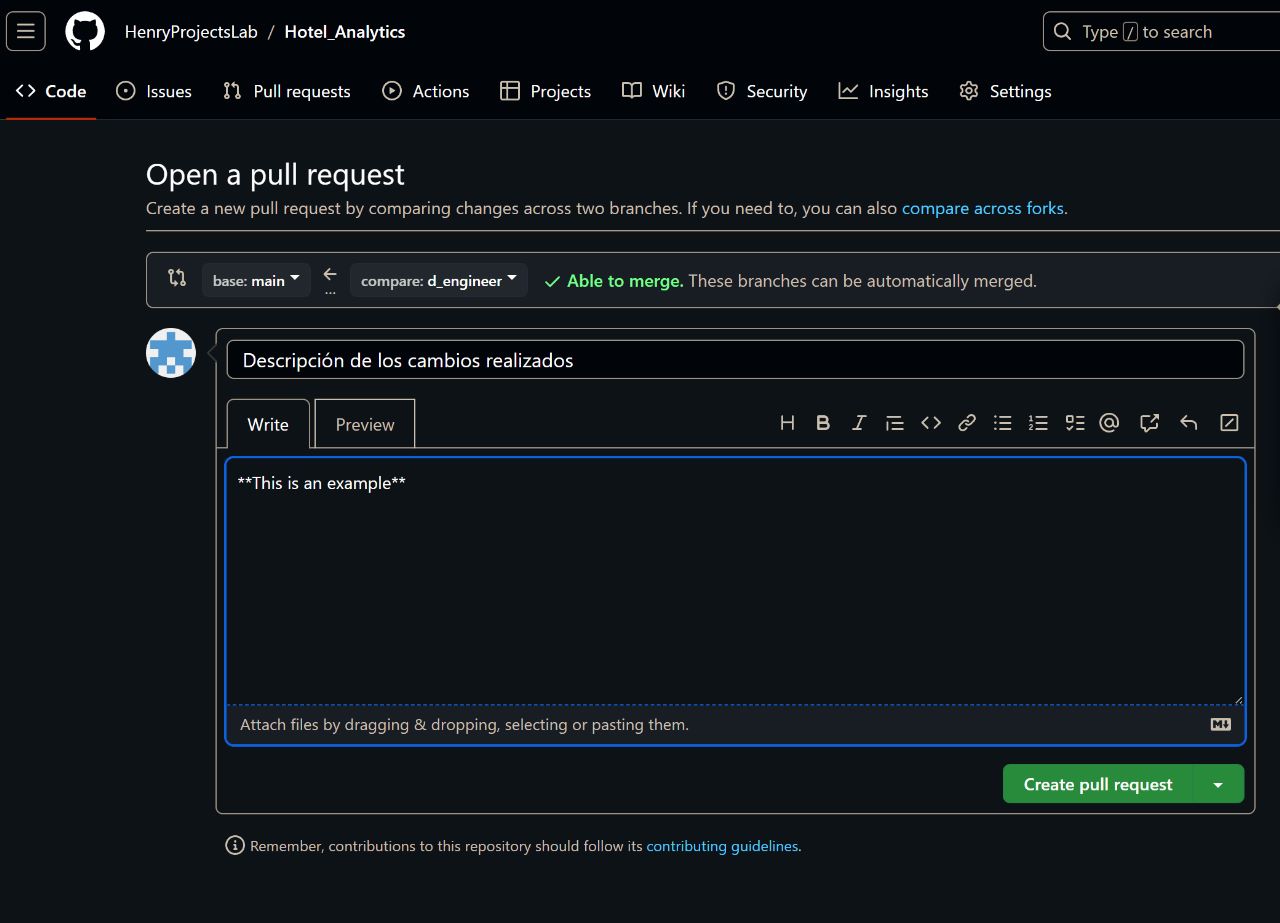 HenryProjectsLab / Hotel_Analytics
Type / to search
Code Issues Pull requests Actions Projects Wiki Security Insights Settings
Open a pull request
Create a new pull request by comparing changes across two branches. If you need to, you can also compare across forks.
base: main ← compare: d_engineer ✓ Able to merge. These branches can be automatically merged.
...
Descripción de los cambios realizados
Write Preview H B I @
**This is an example**
Attach files by dragging & dropping, selecting or pasting them. M↓
Create pull request
Remember, contributions to this repository should follow its contributing guidelines.